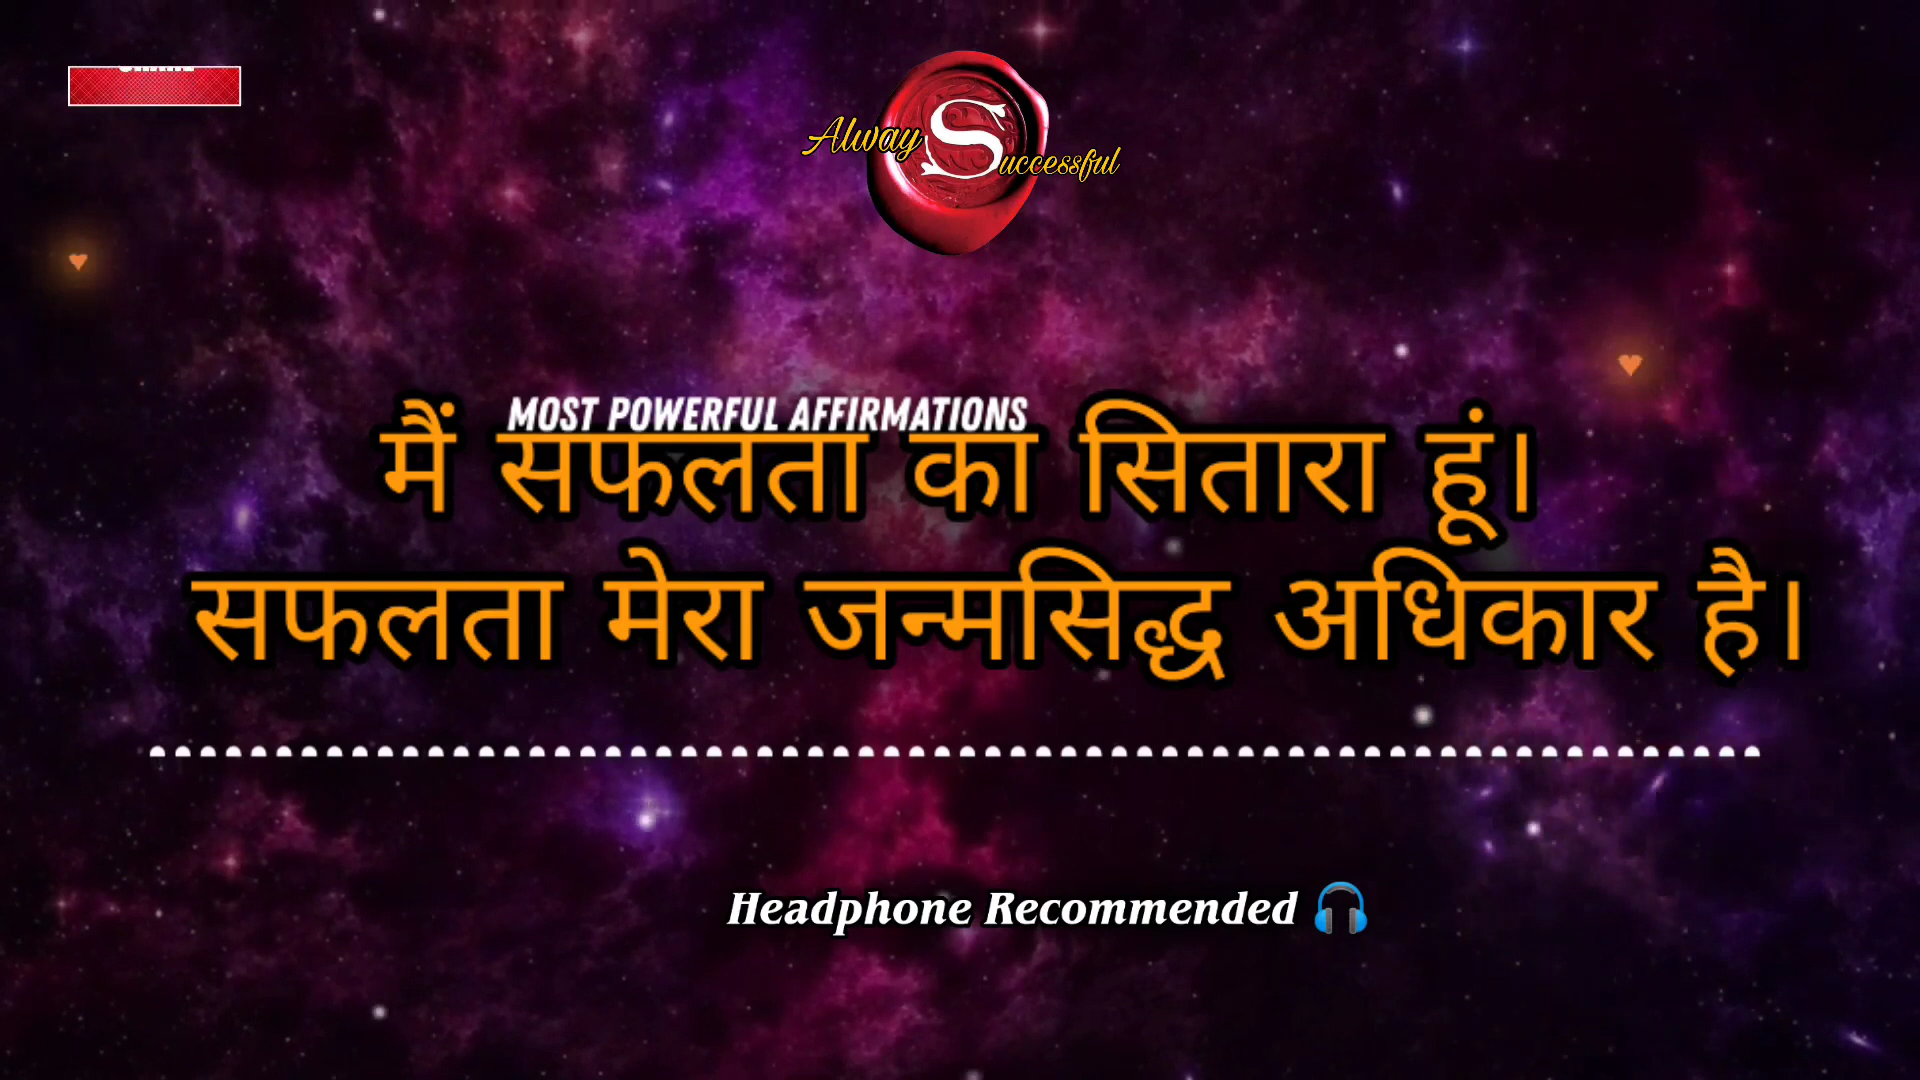 Always Successful
MOST POWERFUL AFFIRMATIONS
मैं सफलता का सितारा हूं।
सफलता मेरा जन्मसिद्ध अधिकार है।
Headphone Recommended 🎧